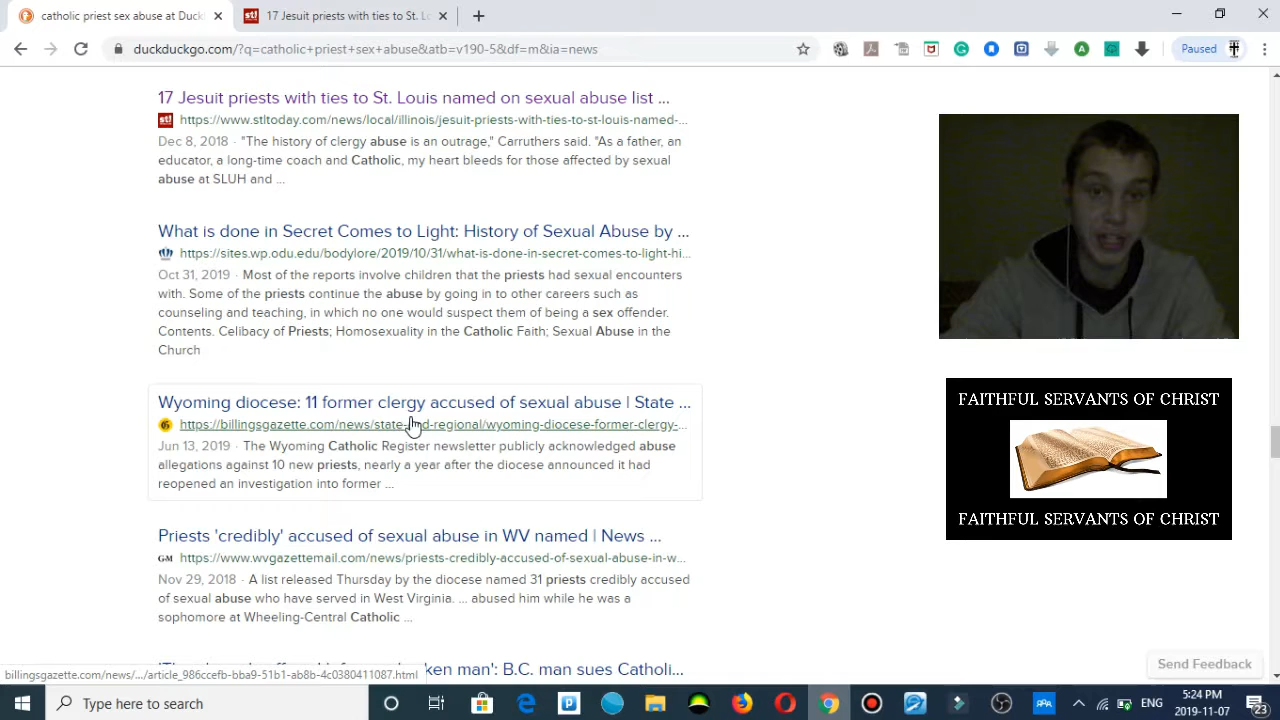 catholic priest sex abuse at Duck
17 Jesuit priests with ties to St. Lo
duckduckgo.com/?q=catholic+priest+sex+abuse&atb=v190-5&df=m&ia=news
Paused
17 Jesuit priests with ties to St. Louis named on sexual abuse list ...
https://www.stltoday.com/news/local/illinois/jesuit-priests-with-ties-to-st-louis-named-...
Dec 8, 2018 · "The history of clergy abuse is an outrage," Carruthers said. "As a father, an
educator, a long-time coach and Catholic, my heart bleeds for those affected by sexual
abuse at SLUH and ...
What is done in Secret Comes to Light: History of Sexual Abuse by ...
https://sites.wp.odu.edu/bodylore/2019/10/31/what-is-done-in-secret-comes-to-light-hi...
Oct 31, 2019 · Most of the reports involve children that the priests had sexual encounters
with. Some of the priests continue the abuse by going in to other careers such as
counseling and teaching, in which no one would suspect them of being a sex offender.
Contents. Celibacy of Priests; Homosexuality in the Catholic Faith; Sexual Abuse in the
Church
Wyoming diocese: 11 former clergy accused of sexual abuse | State ...
https://billingsgazette.com/news/state-and-regional/wyoming-diocese-former-clergy-...
Jun 13, 2019 · The Wyoming Catholic Register newsletter publicly acknowledged abuse
allegations against 10 new priests, nearly a year after the diocese announced it had
reopened an investigation into former ...
Priests 'credibly' accused of sexual abuse in WV named | News ...
GM https://www.wvgazettemail.com/news/priests-credibly-accused-of-sexual-abuse-in-w...
Nov 29, 2018 · A list released Thursday by the diocese named 31 priests credibly accused
of sexual abuse who have served in West Virginia. ... abused him while he was a
sophomore at Wheeling-Central Catholic ...
B.C. man sues Catholi...
FAITHFUL SERVANTS OF CHRIST
FAITHFUL SERVANTS OF CHRIST
Send Feedback
billingsgazette.com/news/.../article_986ccefb-bba9-51b1-ab8b-4c0380411087.html
Type here to search
ENG
5:24 PM
2019-11-07
23